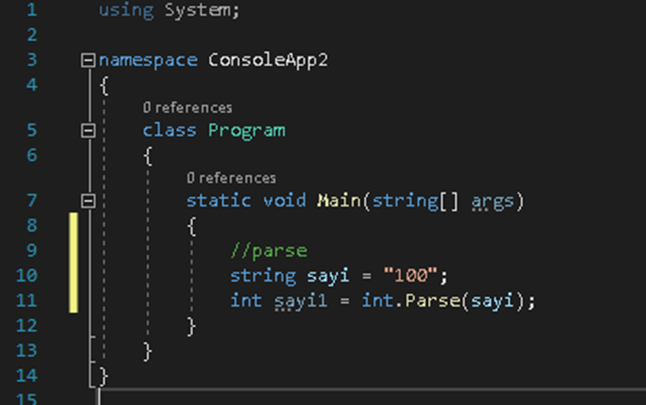 1 using System;
2
3 namespace ConsoleApp2
4 {
0 references
5 class Program
6 {
0 references
7 static void Main(string[] args)
8 {
9 //parse
10 string sayi = "100";
11 int sayi1 = int.Parse(sayi);
12 }
13 }
14 }
15